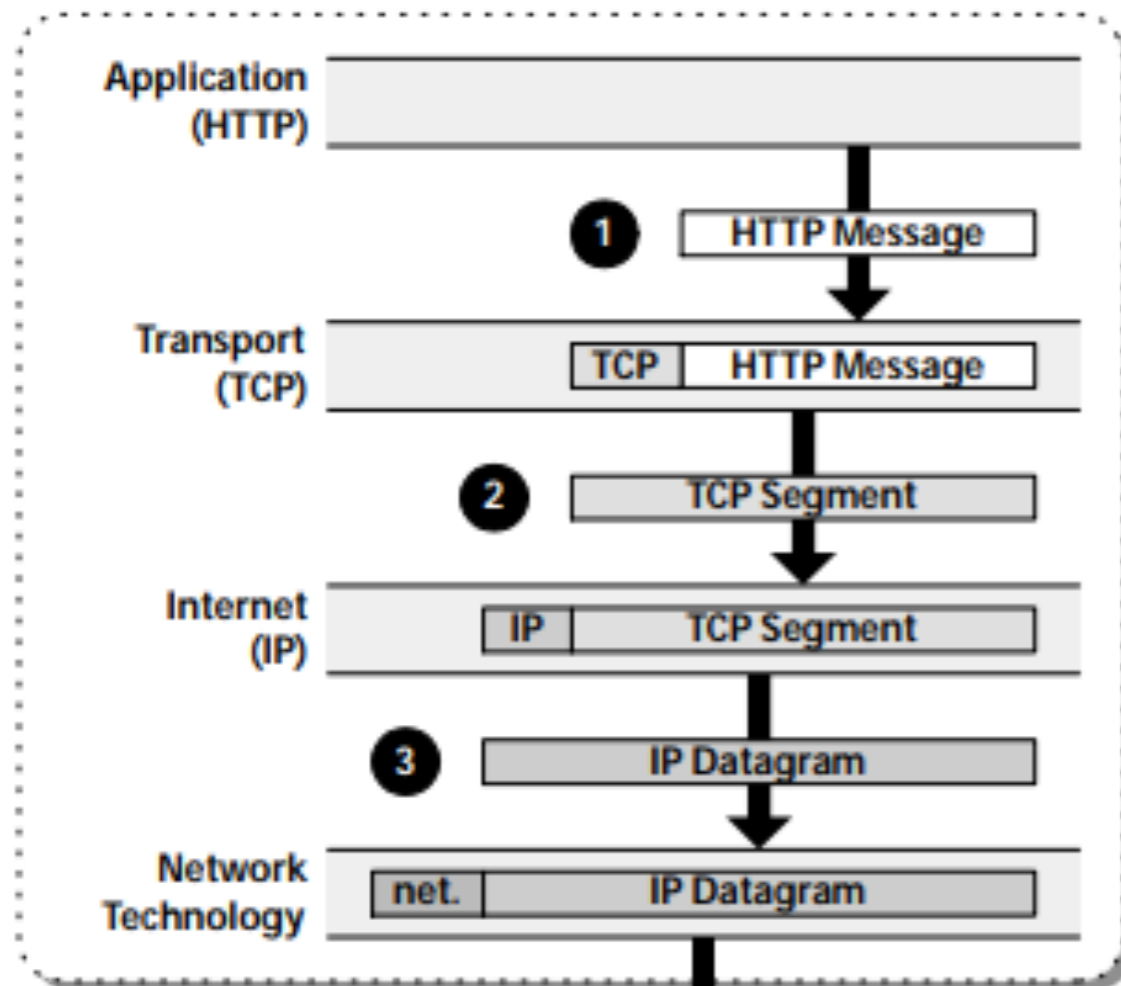 Application
(HTTP)
1
HTTP Message
Transport
(TCP)
TCP
HTTP Message
2
TCP Segment
Internet
(IP)
IP
TCP Segment
3
IP Datagram
Network
Technology
net.
IP Datagram